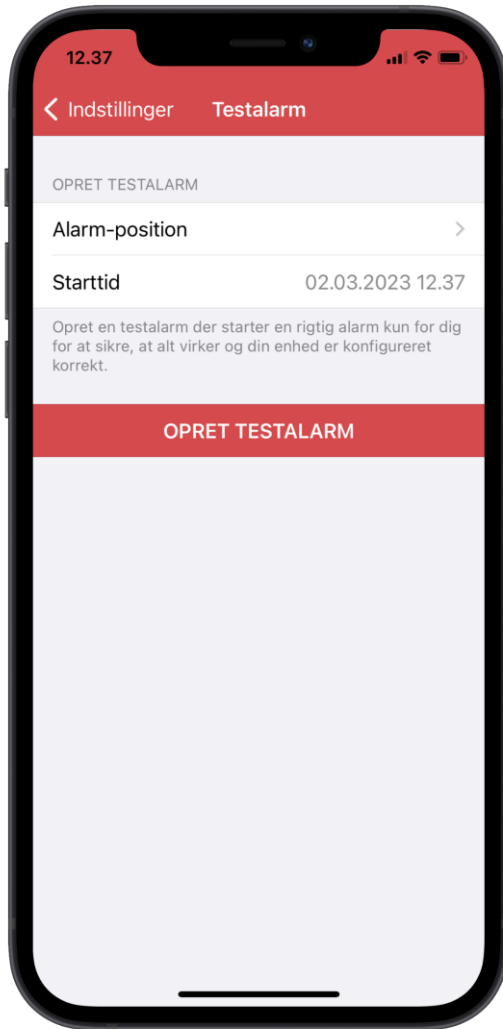 12.37
Indstillinger Testalarm
OPRET TESTALARM
Alarm-position
Starttid 02.03.2023 12.37
Opret en testalarm der starter en rigtig alarm kun for dig
for at sikre, at alt virker og din enhed er konfigureret
korrekt.
OPRET TESTALARM